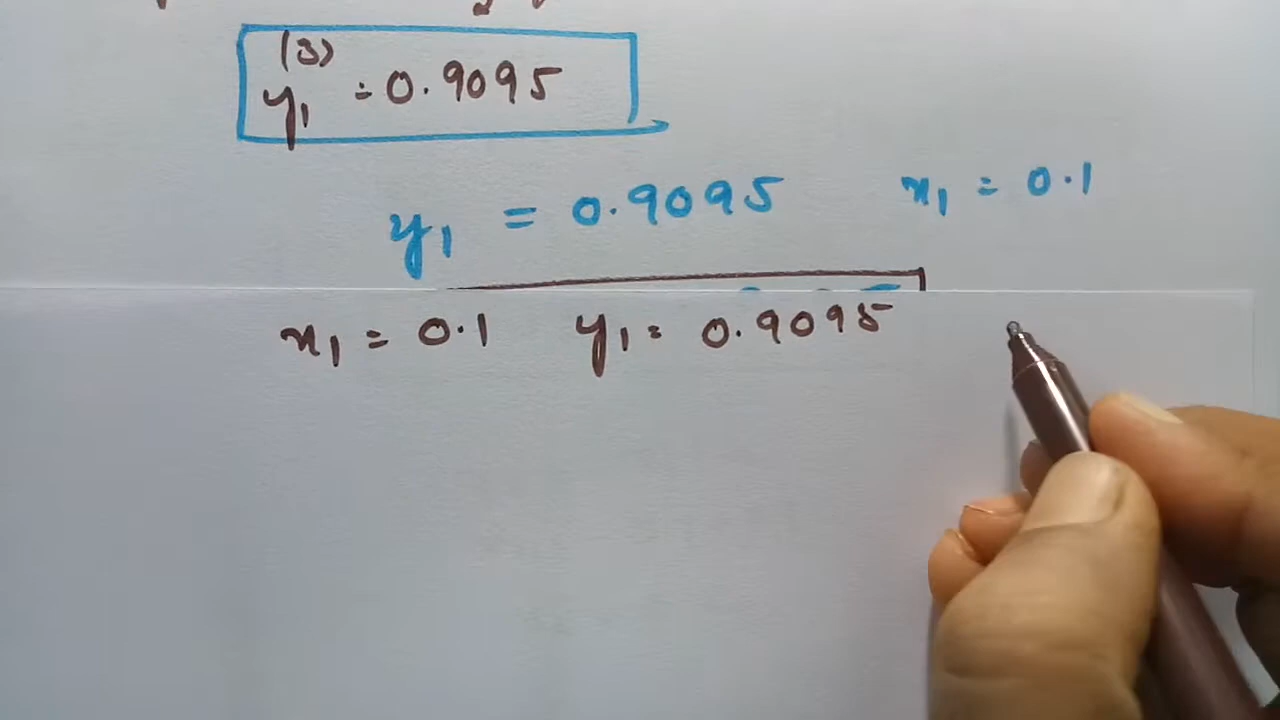 y₁⁽³⁾ = 0.9095
y₁ = 0.9095 x₁ = 0.1
x₁ = 0.1 y₁ = 0.9095